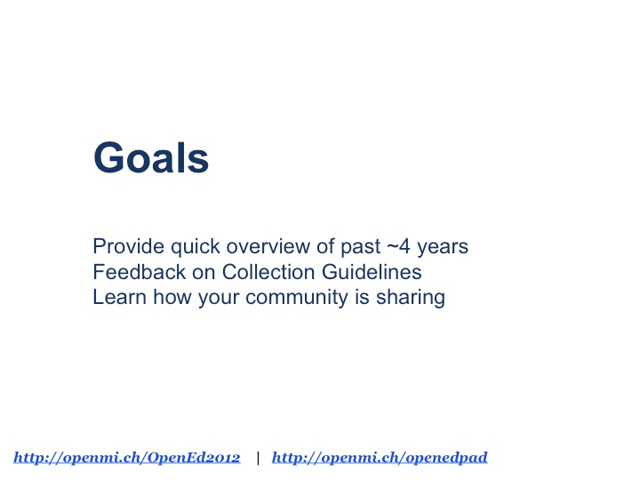 Goals
Provide quick overview of past ~4 years
Feedback on Collection Guidelines
Learn how your community is sharing
http://openmi.ch/OpenEd2012 | http://openmi.ch/openedpad